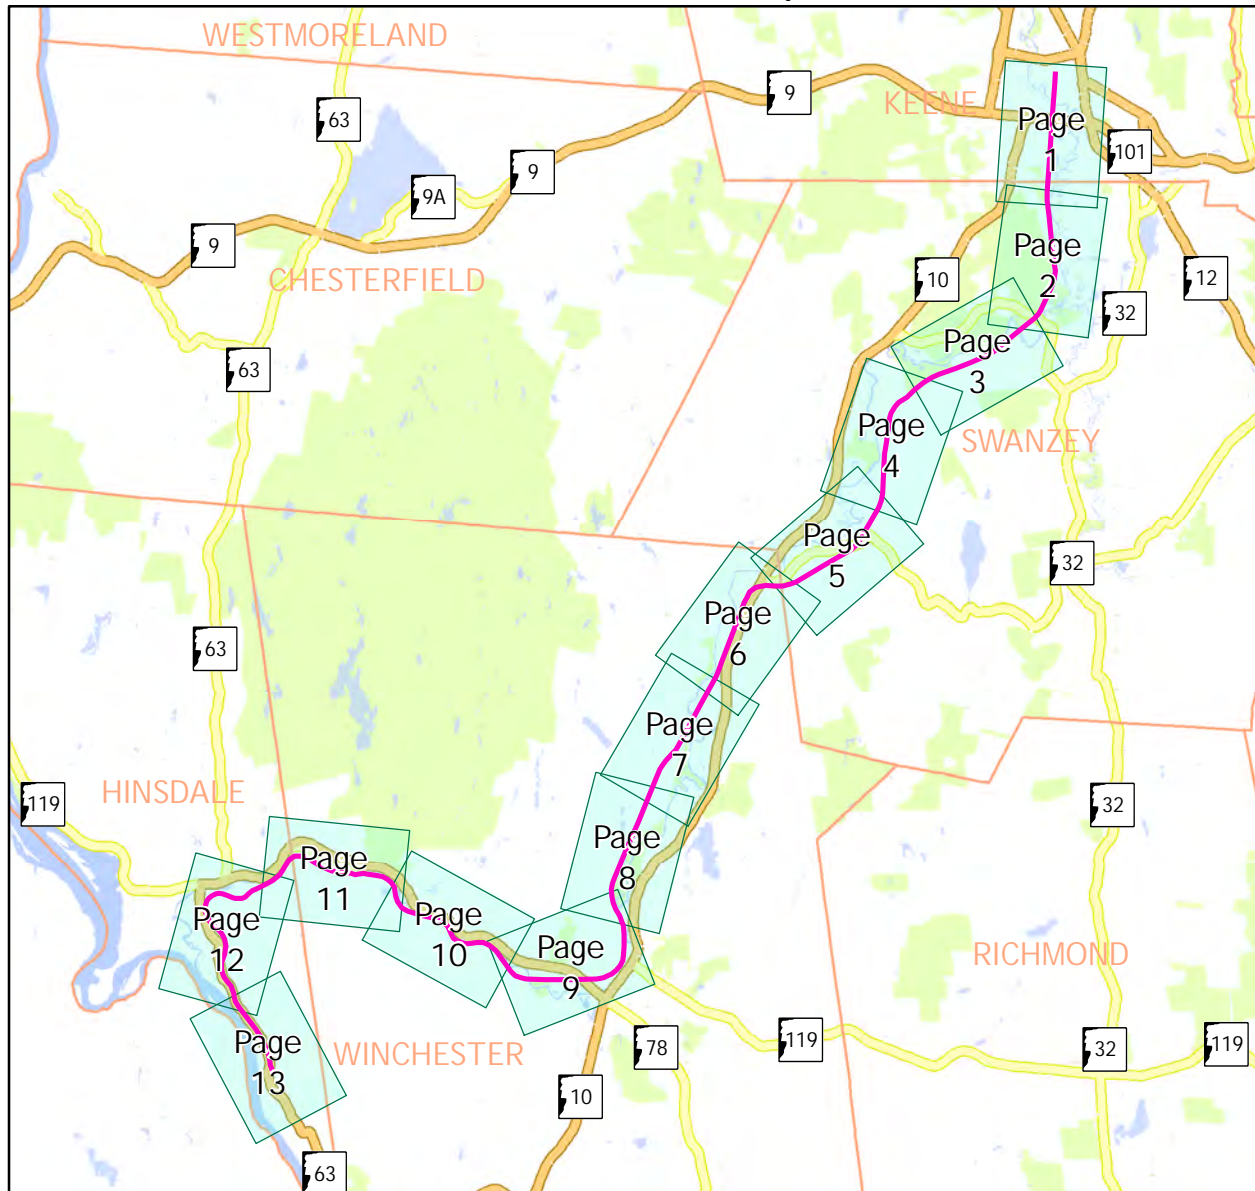 WESTMORELAND
9
KEENE
63
Page
1
101
9
9A
9
Page
2
CHESTERFIELD
10
12
32
Page
3
63
Page
4
SWANZEY
Page
5
32
Page
6
63
Page
7
HINSDALE
119
32
Page
8
Page
11
Page
10
Page
12
Page
9
RICHMOND
Page
13
WINCHESTER
78
119
32
119
10
63